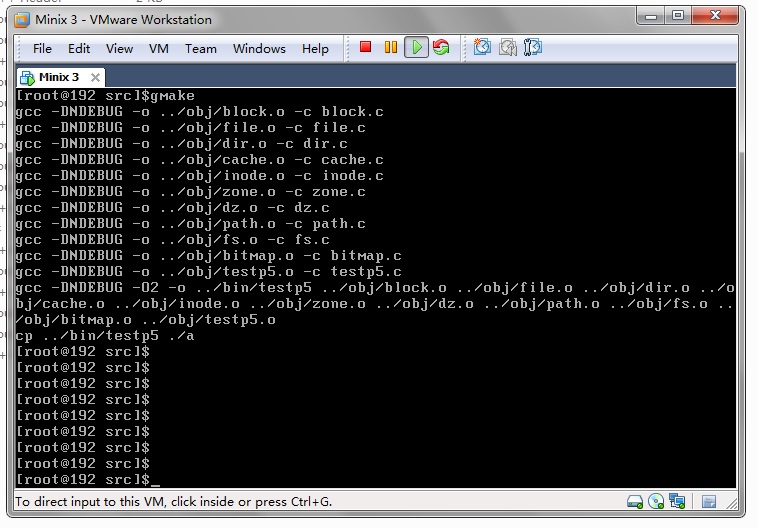 Minix 3 - VMware Workstation
File Edit View VM Team Windows Help
Minix 3
[root@192 src]$gmake
gcc -DNDEBUG -o ../obj/block.o -c block.c
gcc -DNDEBUG -o ../obj/file.o -c file.c
gcc -DNDEBUG -o ../obj/dir.o -c dir.c
gcc -DNDEBUG -o ../obj/cache.o -c cache.c
gcc -DNDEBUG -o ../obj/inode.o -c inode.c
gcc -DNDEBUG -o ../obj/zone.o -c zone.c
gcc -DNDEBUG -o ../obj/dz.o -c dz.c
gcc -DNDEBUG -o ../obj/path.o -c path.c
gcc -DNDEBUG -o ../obj/fs.o -c fs.c
gcc -DNDEBUG -o ../obj/bitmap.o -c bitmap.c
gcc -DNDEBUG -o ../obj/testp5.o -c testp5.c
gcc -DNDEBUG -O2 -o ../bin/testp5 ../obj/block.o ../obj/file.o ../obj/dir.o ../o
bj/cache.o ../obj/inode.o ../obj/zone.o ../obj/dz.o ../obj/path.o ../obj/fs.o ..
/obj/bitmap.o ../obj/testp5.o
cp ../bin/testp5 ./a
[root@192 src]$
[root@192 src]$
[root@192 src]$
[root@192 src]$
[root@192 src]$
[root@192 src]$
[root@192 src]$
[root@192 src]$
[root@192 src]$_
To direct input to this VM, click inside or press Ctrl+G.